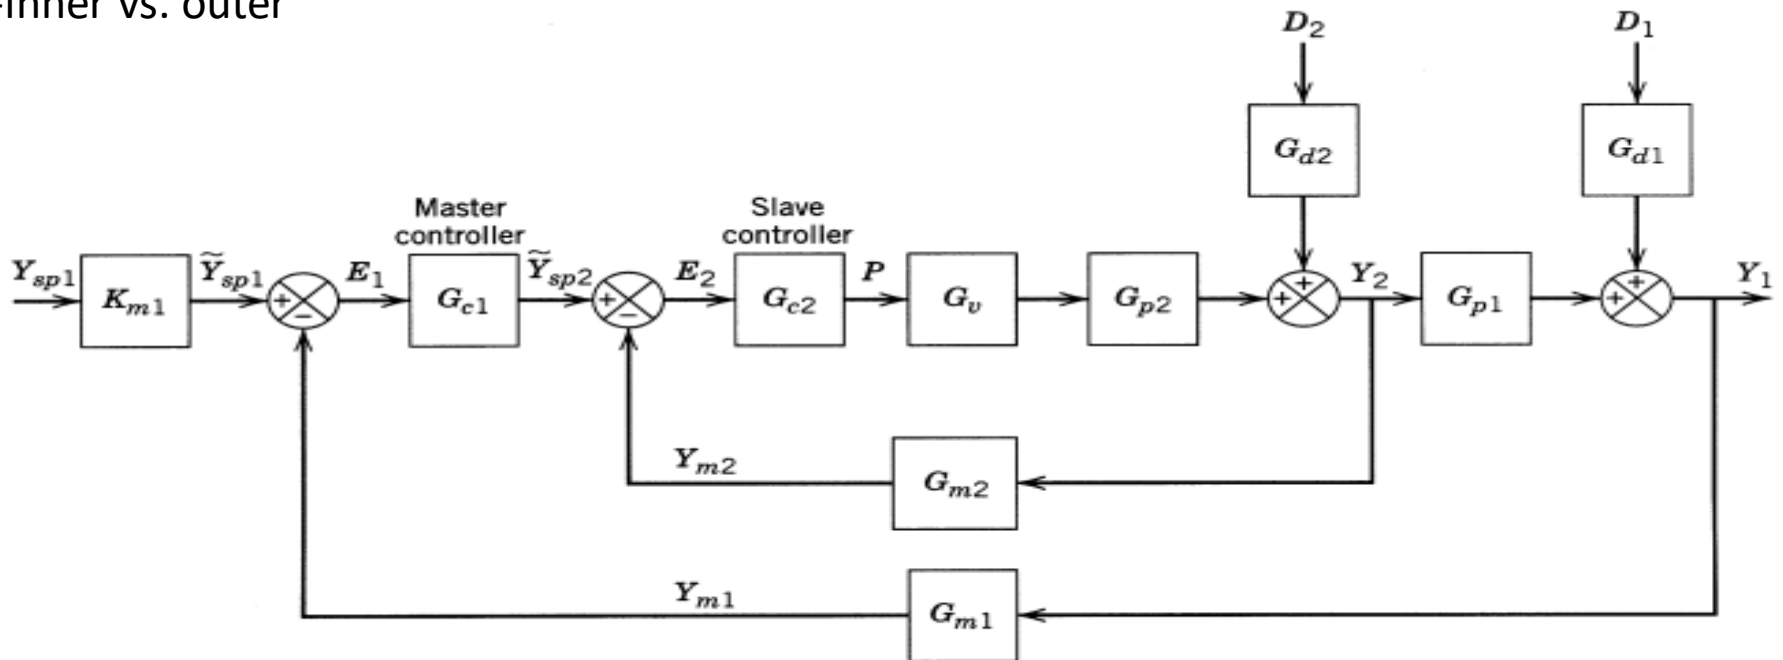 -inner vs. outer
D2
D1
Gd2
Gd1
Master
controller
Slave
controller
Ysp1
Km1
Ỹsp1
+
−
E1
Gc1
Ỹsp2
+
−
E2
Gc2
P
Gv
Gp2
+
+
Y2
Gp1
+
+
Y1
Ym2
Gm2
Ym1
Gm1